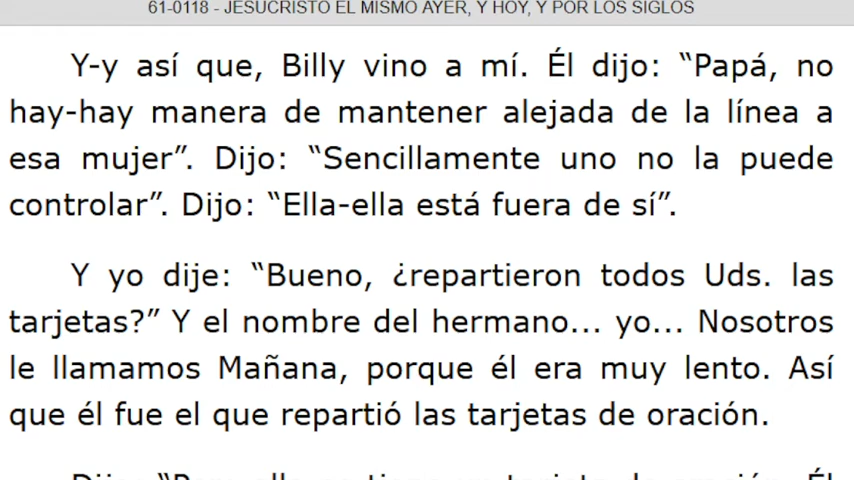 61-0118 - JESUCRISTO EL MISMO AYER, Y HOY, Y POR LOS SIGLOS
Y-y así que, Billy vino a mí. Él dijo: “Papá, no
hay-hay manera de mantener alejada de la línea a
esa mujer”. Dijo: “Sencillamente uno no la puede
controlar”. Dijo: “Ella-ella está fuera de sí”.
Y yo dije: “Bueno, ¿repartieron todos Uds. las
tarjetas?” Y el nombre del hermano... yo... Nosotros
le llamamos Mañana, porque él era muy lento. Así
que él fue el que repartió las tarjetas de oración.